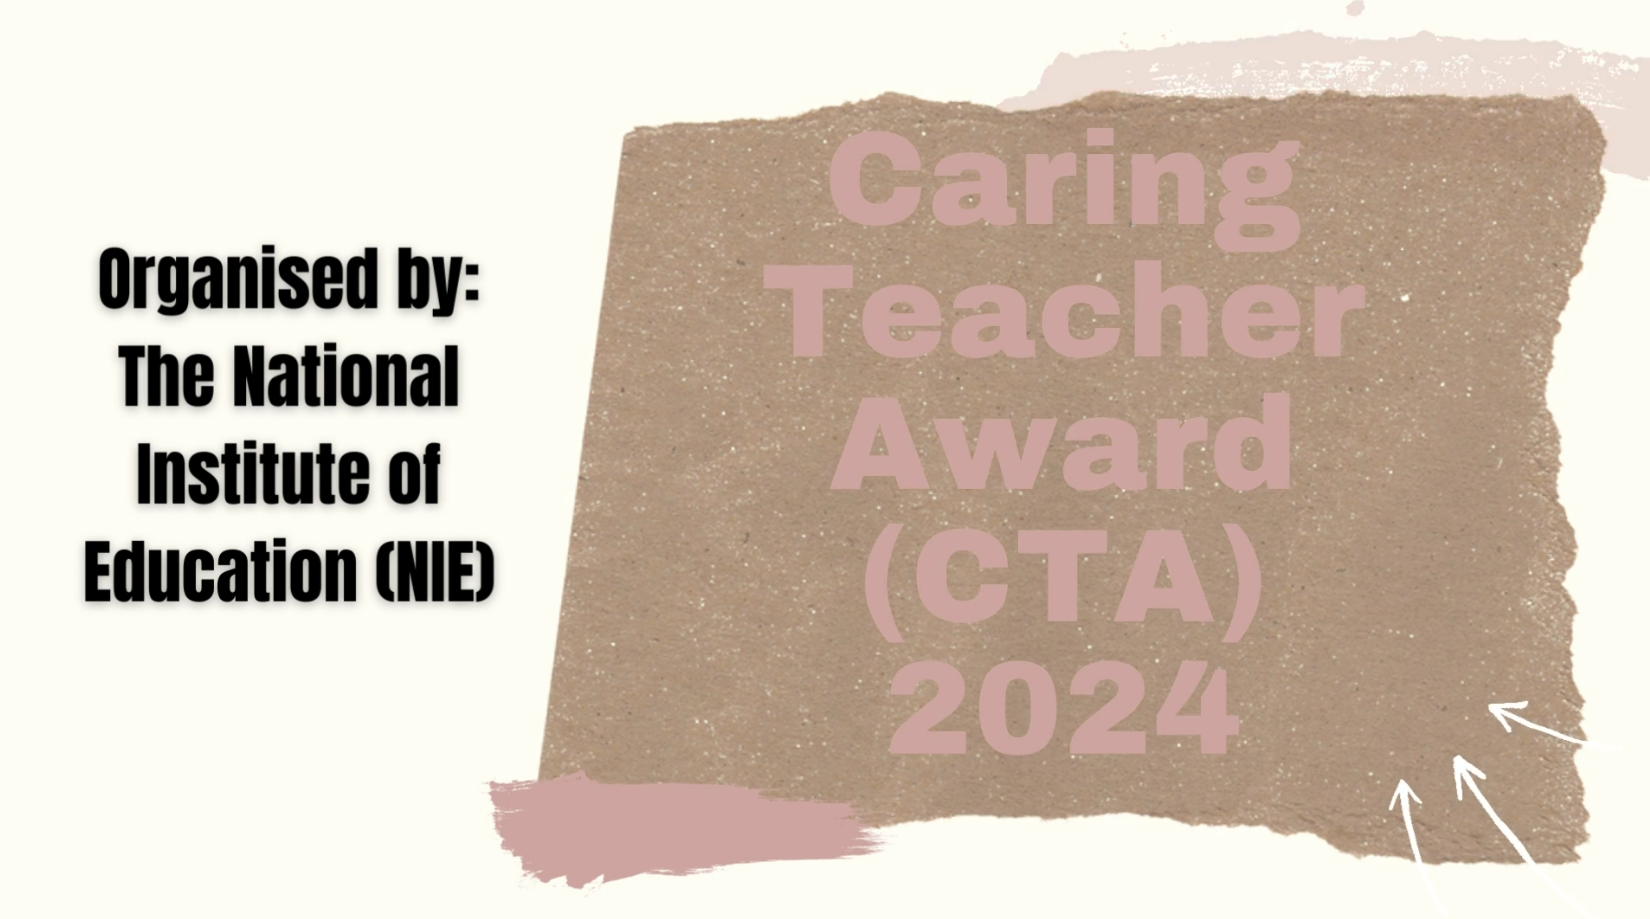 Organised by:
The National
Institute of
Education (NIE)
Caring
Teacher
Award
(CTA)
2024